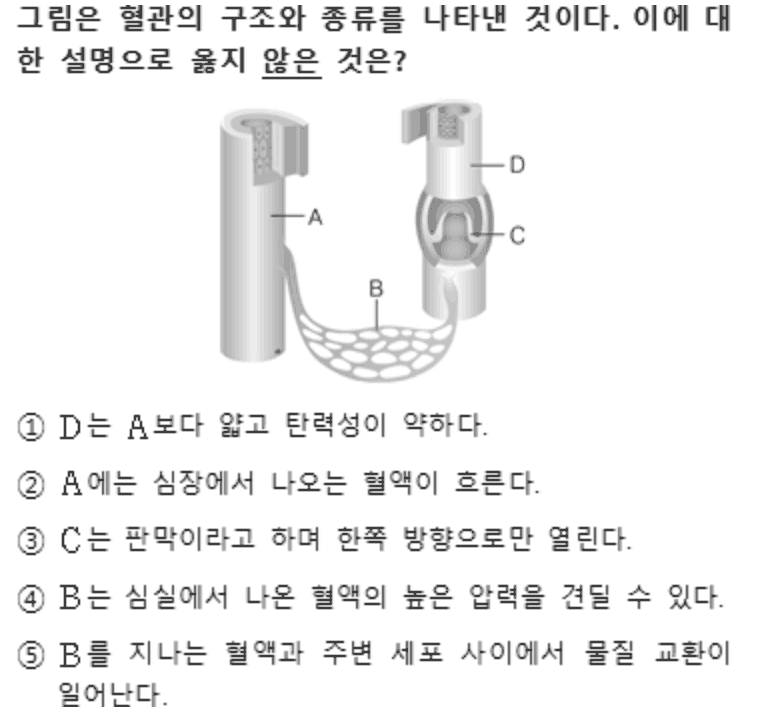 그림은 혈관의 구조와 종류를 나타낸 것이다. 이에 대
한 설명으로 옳지 않은 것은?
A
D
C
B
① D는 A보다 얇고 탄력성이 약하다.
② A에는 심장에서 나오는 혈액이 흐른다.
③ C는 판막이라고 하며 한쪽 방향으로만 열린다.
④ B는 심실에서 나온 혈액의 높은 압력을 견딜 수 있다.
⑤ B를 지나는 혈액과 주변 세포 사이에서 물질 교환이
일어난다.